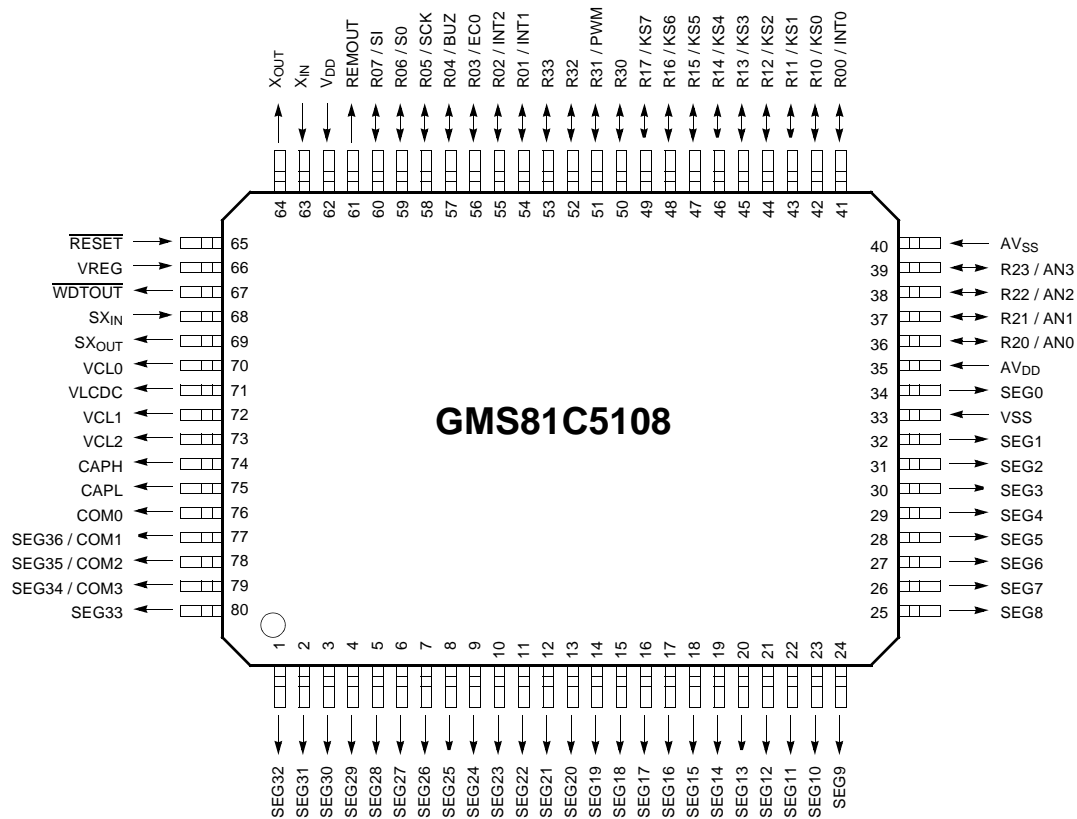 XOUT
XIN
VDD
REMOUT
R07 / SI
R06 / S0
R05 / SCK
R04 / BUZ
R03 / EC0
R02 / INT2
R01 / INT1
R33
R32
R31 / PWM
R30
R17 / KS7
R16 / KS6
R15 / KS5
R14 / KS4
R13 / KS3
R12 / KS2
R11 / KS1
R10 / KS0
R00 / INT0
64
63
62
61
60
59
58
57
56
55
54
53
52
51
50
49
48
47
46
45
44
43
42
41
RESET 65
VREG 66
WDTOUT 67
SXIN 68
SXOUT 69
VCL0 70
VLCDC 71
VCL1 72
VCL2 73
CAPH 74
CAPL 75
COM0 76
SEG36 / COM1 77
SEG35 / COM2 78
SEG34 / COM3 79
SEG33 80
GMS81C5108
40 AVSS
39 R23 / AN3
38 R22 / AN2
37 R21 / AN1
36 R20 / AN0
35 AVDD
34 SEG0
33 VSS
32 SEG1
31 SEG2
30 SEG3
29 SEG4
28 SEG5
27 SEG6
26 SEG7
25 SEG8
1
2
3
4
5
6
7
8
9
10
11
12
13
14
15
16
17
18
19
20
21
22
23
24
SEG32
SEG31
SEG30
SEG29
SEG28
SEG27
SEG26
SEG25
SEG24
SEG23
SEG22
SEG21
SEG20
SEG19
SEG18
SEG17
SEG16
SEG15
SEG14
SEG13
SEG12
SEG11
SEG10
SEG9